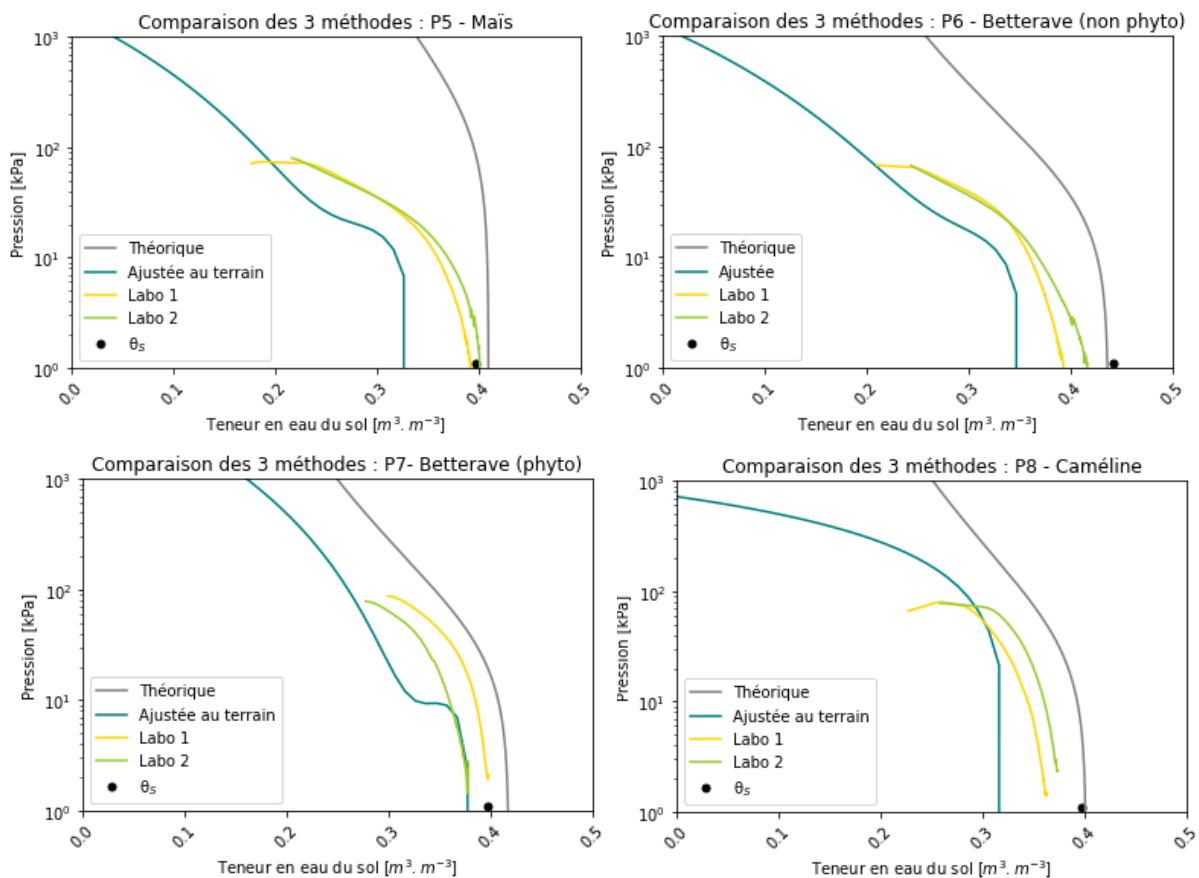 Comparaison des 3 méthodes : P5 - Maïs
10³
10²
10¹
10⁰
Pression [kPa]
Théorique
Ajustée au terrain
Labo 1
Labo 2
θ_S
0.0
0.1
0.2
0.3
0.4
0.5
Teneur en eau du sol [m³. m⁻³]
Comparaison des 3 méthodes : P6 - Betterave (non phyto)
10³
10²
10¹
10⁰
Pression [kPa]
Théorique
Ajustée
Labo 1
Labo 2
θ_S
0.0
0.1
0.2
0.3
0.4
0.5
Teneur en eau du sol [m³. m⁻³]
Comparaison des 3 méthodes : P7- Betterave (phyto)
10³
10²
10¹
10⁰
Pression [kPa]
Théorique
Ajustée au terrain
Labo 1
Labo 2
θ_S
0.0
0.1
0.2
0.3
0.4
0.5
Teneur en eau du sol [m³. m⁻³]
Comparaison des 3 méthodes : P8 - Caméline
10³
10²
10¹
10⁰
Pression [kPa]
Théorique
Ajustée au terrain
Labo 1
Labo 2
θ_S
0.0
0.1
0.2
0.3
0.4
0.5
Teneur en eau du sol [m³. m⁻³]